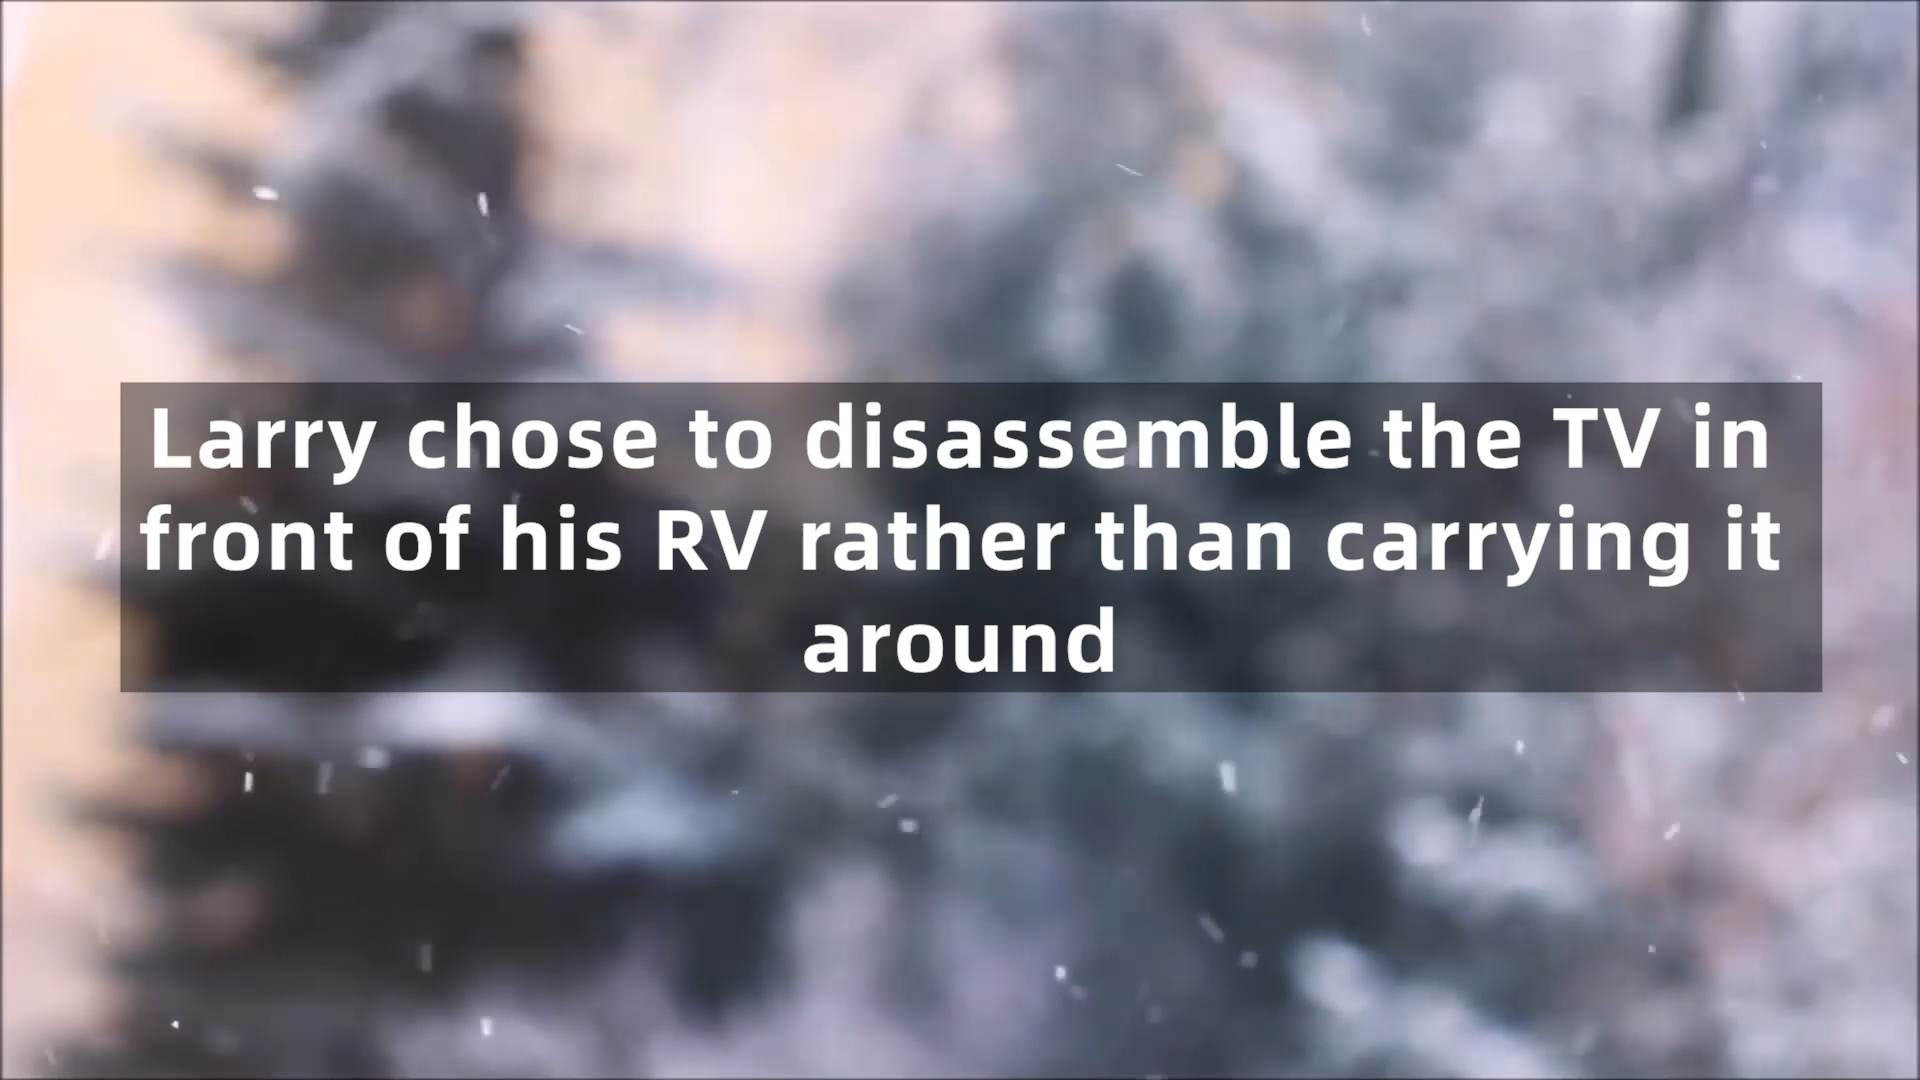 Larry chose to disassemble the TV in
front of his RV rather than carrying it
around